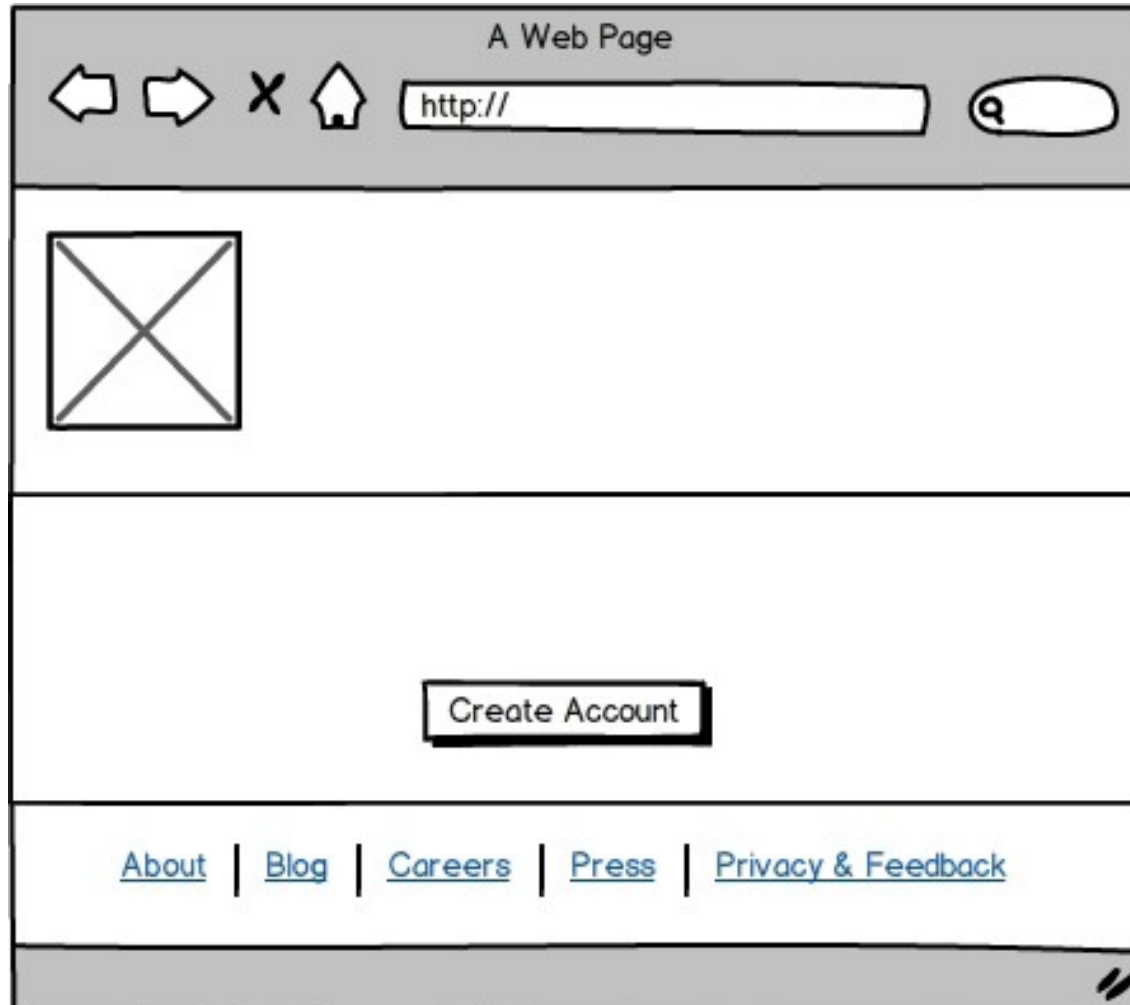 A Web Page
http://
Create Account
About | Blog | Careers | Press | Privacy & Feedback